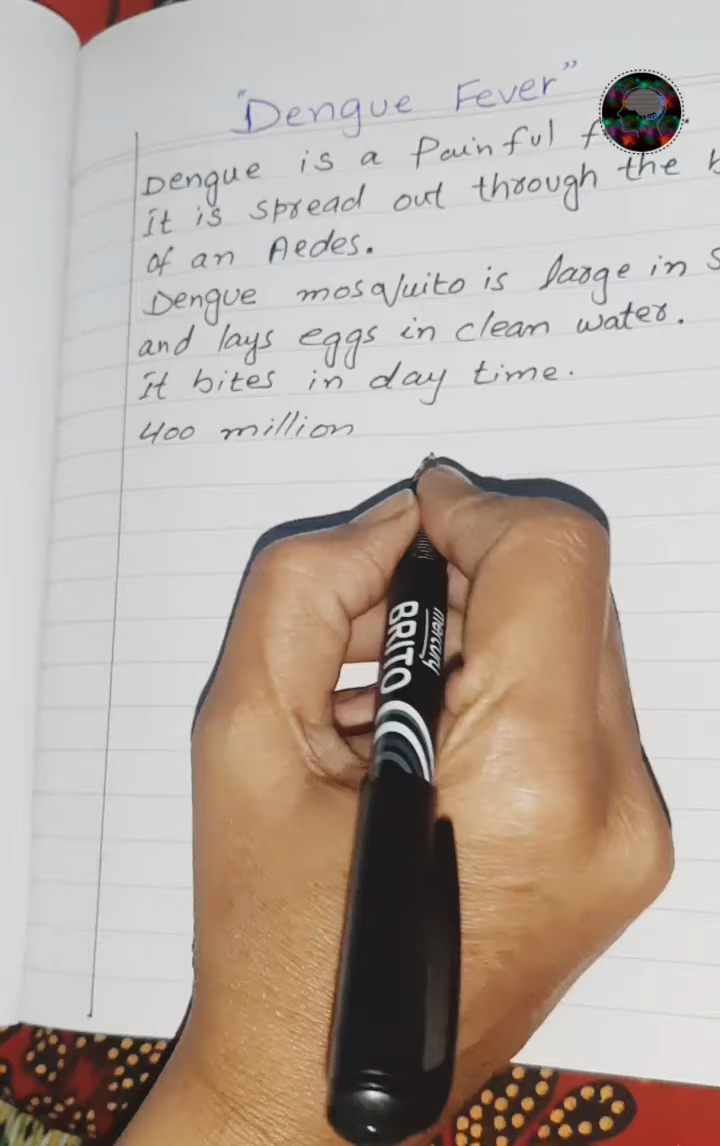 "Dengue Fever"
Dengue is a Painful
it is spread out through the
of an Aedes.
Dengue mosquito is large in
and lays eggs in clean water.
it bites in day time.
400 million
mercury
BRITO